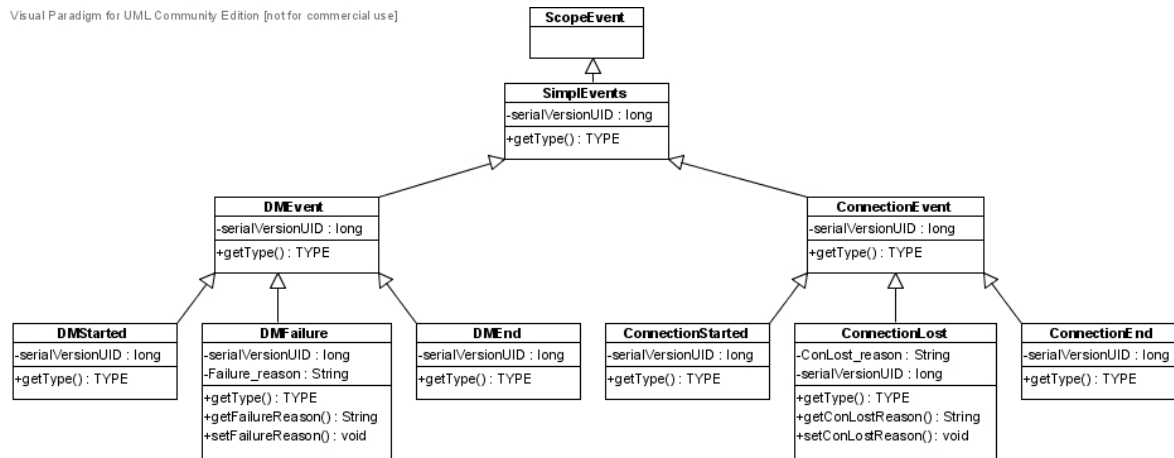 Visual Paradigm for UML Community Edition [not for commercial use]
ScopeEvent
SimplEvents
-serialVersionUID : long
+getType() : TYPE
DMEvent
-serialVersionUID : long
+getType() : TYPE
ConnectionEvent
-serialVersionUID : long
+getType() : TYPE
DMStarted
-serialVersionUID : long
+getType() : TYPE
DMFailure
-serialVersionUID : long
-Failure_reason : String
+getType() : TYPE
+getFailureReason() : String
+setFailureReason() : void
DMEnd
-serialVersionUID : long
+getType() : TYPE
ConnectionStarted
-serialVersionUID : long
+getType() : TYPE
ConnectionLost
-ConLost_reason : String
-serialVersionUID : long
+getType() : TYPE
+getConLostReason() : String
+setConLostReason() : void
ConnectionEnd
-serialVersionUID : long
+getType() : TYPE